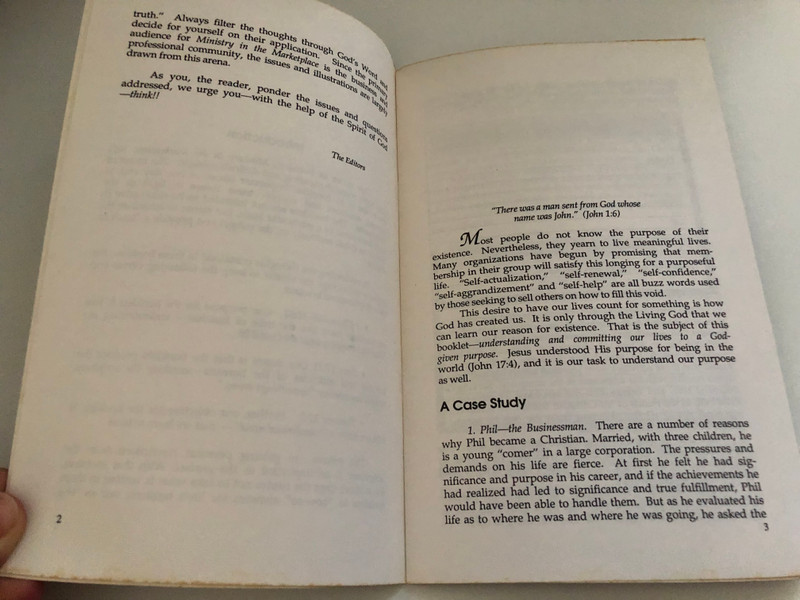 truth." Always filter the thoughts through God's Word and
decide for yourself on their application. Since the primary
audience for Ministry in the Marketplace is the business and
professional community, the issues and illustrations are largely
drawn from this arena.
As you, the reader, ponder the issues and questions
addressed, we urge you—with the help of the Spirit of God
—think!!
The Editors
2
"There was a man sent from God whose
name was John." (John 1:6)
Most people do not know the purpose of their
existence. Nevertheless, they yearn to live meaningful lives.
Many organizations have begun by promising that mem-
bership in their group will satisfy this longing for a purposeful
life. "Self-actualization," "self-renewal," "self-confidence,"
"self-aggrandizement" and "self-help" are all buzz words used
by those seeking to sell others on how to fill this void.
This desire to have our lives count for something is how
God has created us. It is only through the Living God that we
can learn our reason for existence. That is the subject of this
booklet—understanding and committing our lives to a God-
given purpose. Jesus understood His purpose for being in the
world (John 17:4), and it is our task to understand our purpose
as well.
A Case Study
1. Phil—the Businessman. There are a number of reasons
why Phil became a Christian. Married, with three children, he
is a young "comer" in a large corporation. The pressures and
demands on his life are fierce. At first he felt he had sig-
nificance and purpose in his career, and if the achievements he
had realized had led to significance and true fulfillment, Phil
would have been able to handle them. But as he evaluated his
life as to where he was and where he was going, he asked the
3